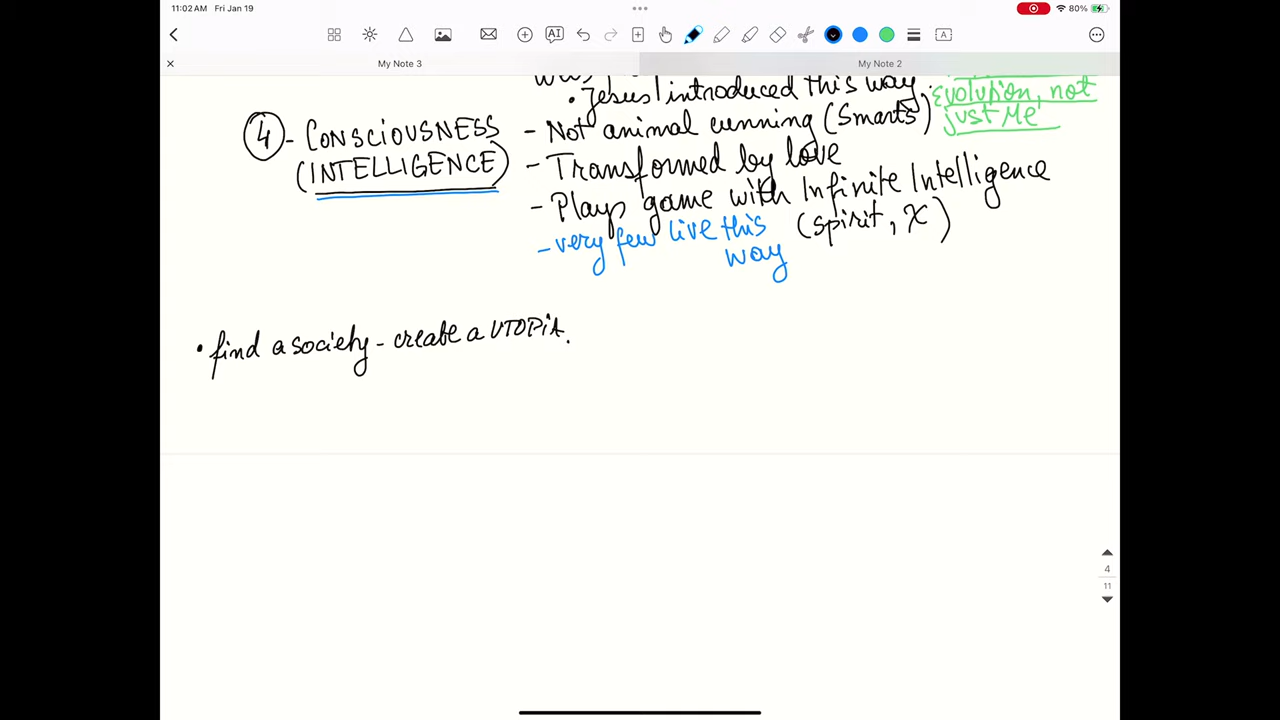 11:02 AM Fri Jan 19
80%
My Note 3
My Note 2
• Jesus introduced this way.
Evolution, not
just Me
4 - CONSCIOUSNESS
(INTELLIGENCE)
- Not animal cunning (Smarts)
- Transformed by love
- Plays game with Infinite Intelligence
(spirit, X)
- very few live this
way
• find a society - create a UTOPIA.
4
11